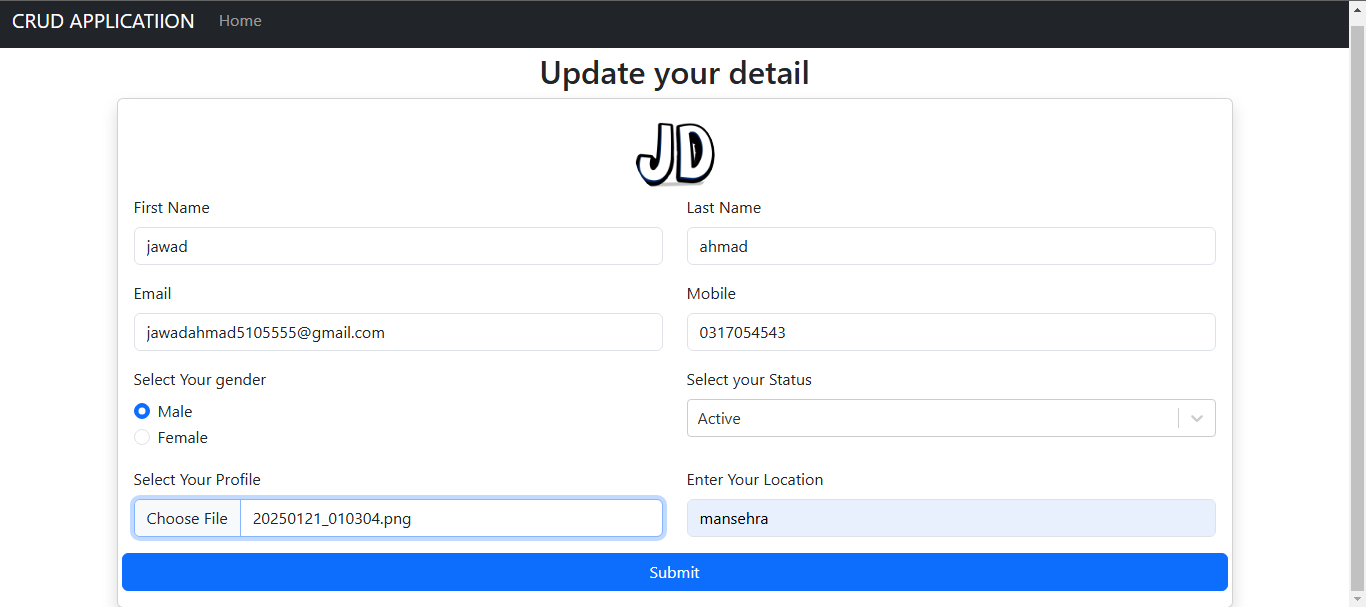 CRUD APPLICATIION Home
Update your detail
JD
First Name Last Name
jawad ahmad
Email Mobile
jawadahmad5105555@gmail.com 0317054543
Select Your gender Select your Status
Male Active
Female
Select Your Profile Enter Your Location
Choose File 20250121_010304.png mansehra
Submit